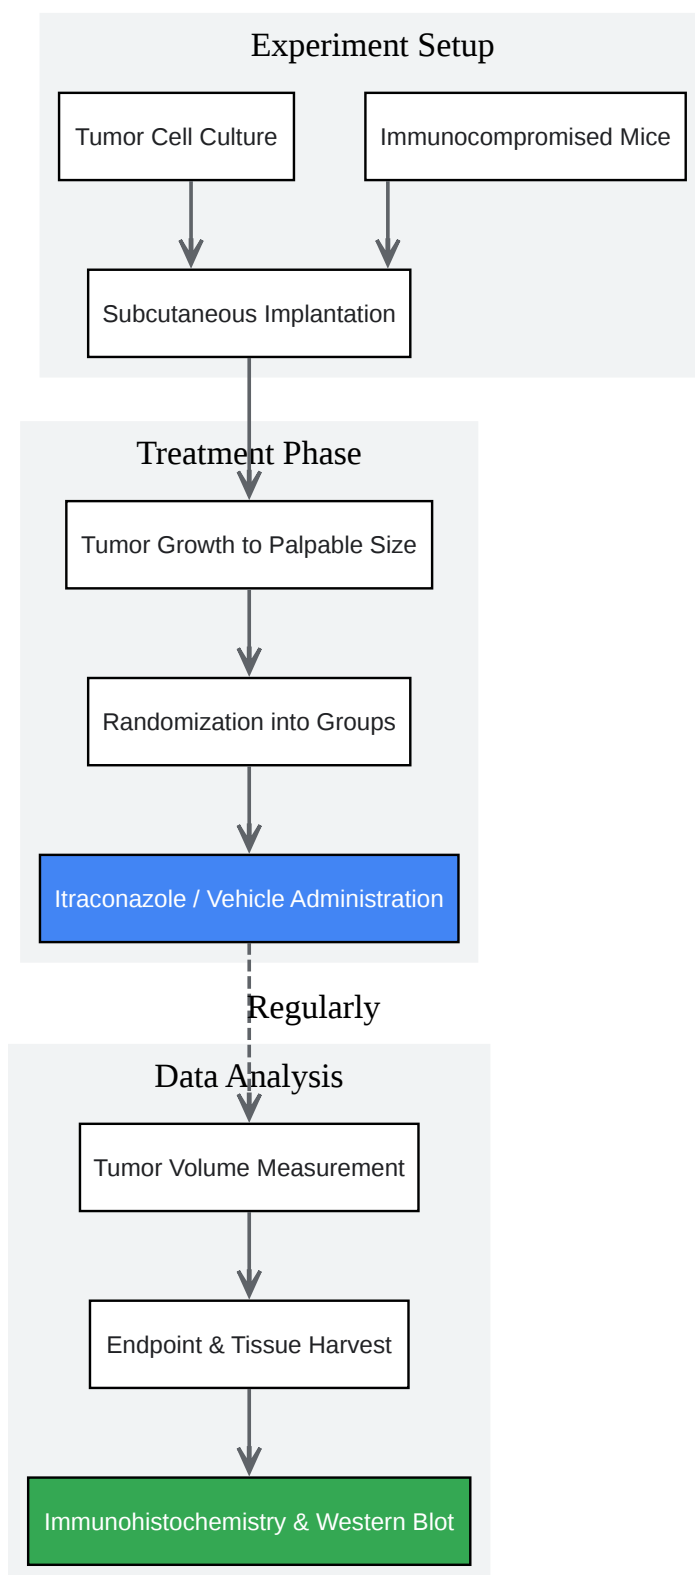 Experiment Setup
Tumor Cell Culture
Immunocompromised Mice
Subcutaneous Implantation
Treatment Phase
Tumor Growth to Palpable Size
Randomization into Groups
Itraconazole / Vehicle Administration
Regularly
Data Analysis
Tumor Volume Measurement
Endpoint & Tissue Harvest
Immunohistochemistry & Western Blot